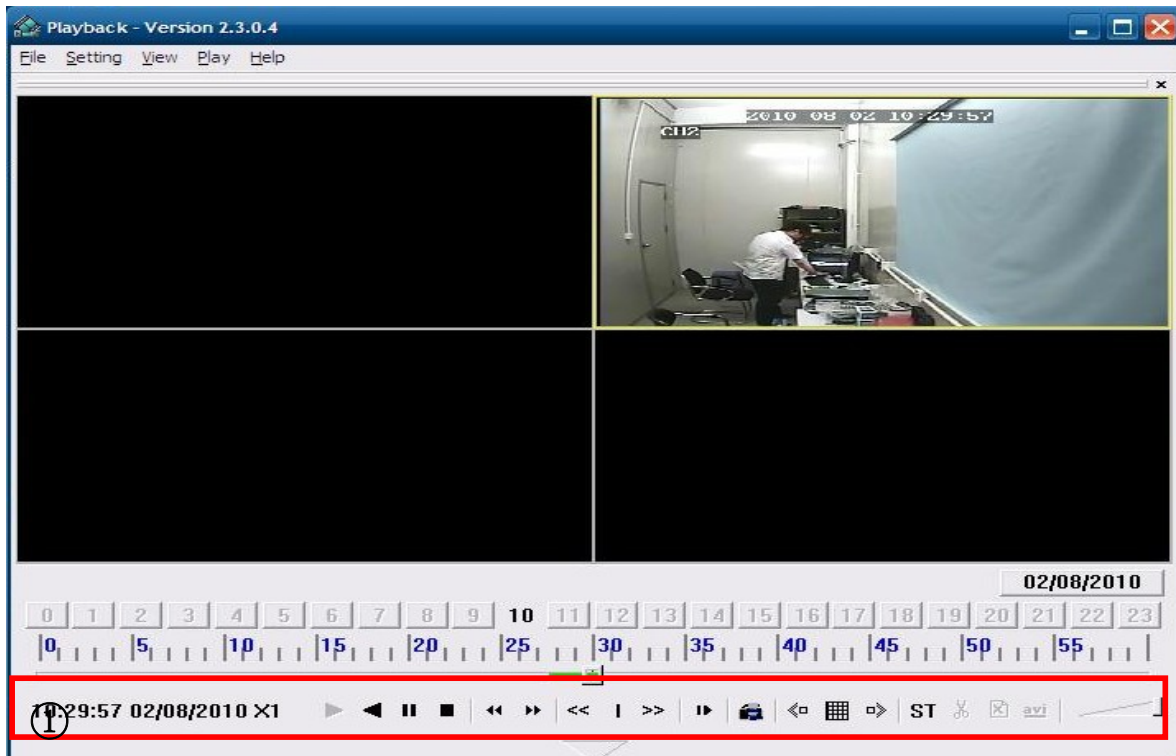 Playback - Version 2.3.0.4
File Setting View Play Help
2010 08 02 10:29:57
CH2
02/08/2010
0 1 2 3 4 5 6 7 8 9 10 11 12 13 14 15 16 17 18 19 20 21 22 23
0 5 10 15 20 25 30 35 40 45 50 55
10:29:57 02/08/2010 X1 << I >> ST avi
①